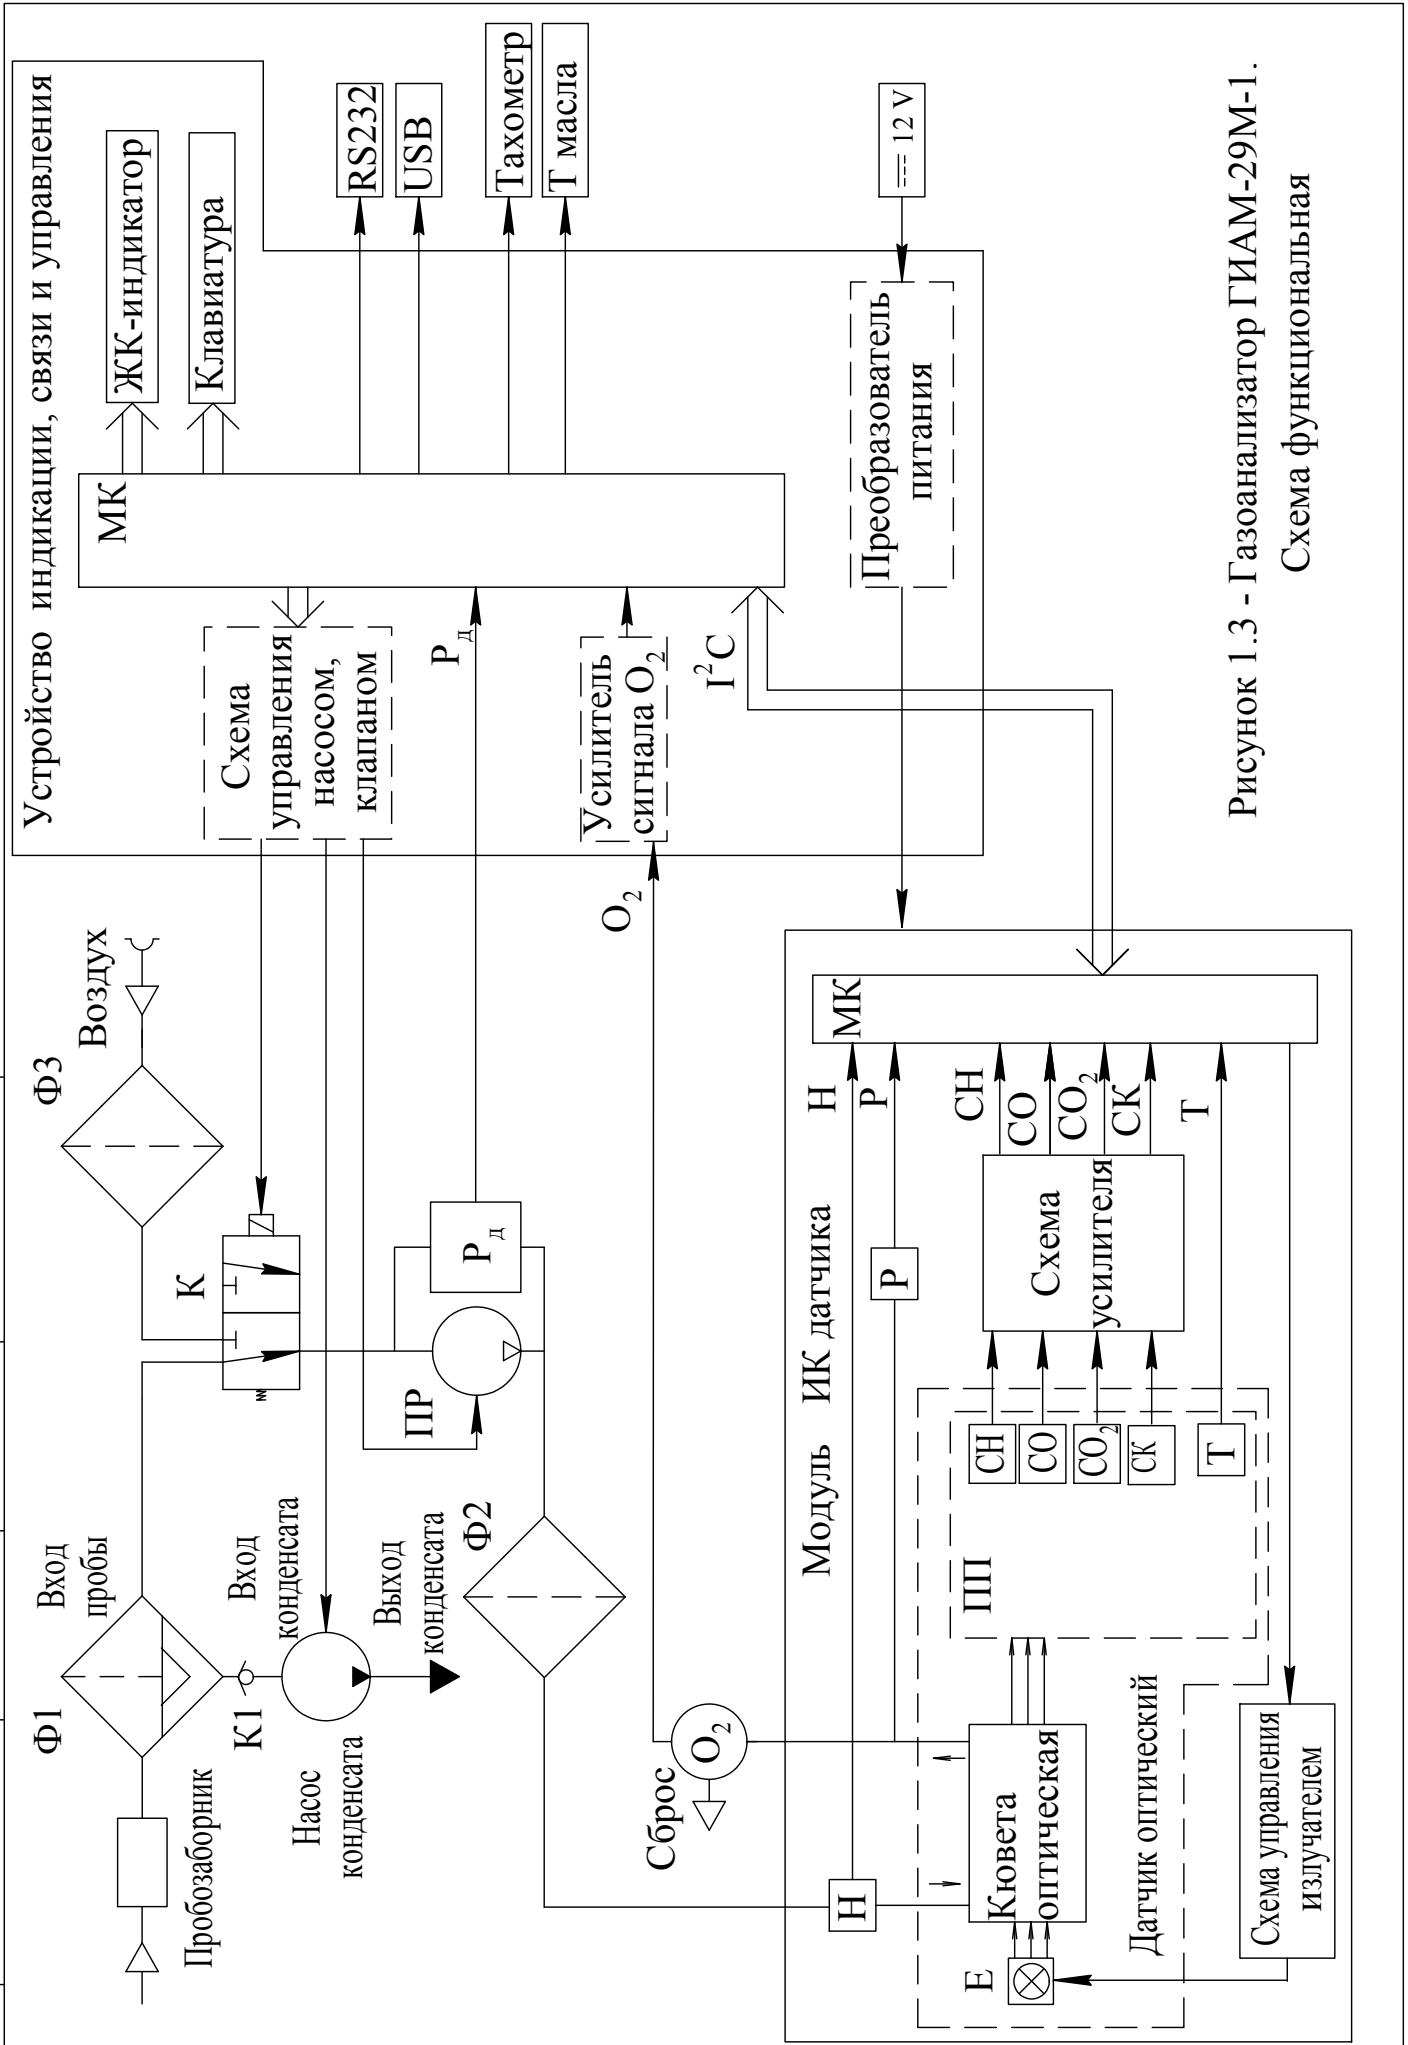 Пробозаборник
Ф1
Вход
пробы
К1
Вход
конденсата
Насос
конденсата
Выход
конденсата
Ф2
ПР
К
Ф3
Воздух
Pд
Сброс
O2
O2
Устройство индикации, связи и управления
Схема
управления
насосом,
клапаном
Pд
Усилитель
сигнала O2
I2C
МК
ЖК-индикатор
Клавиатура
RS232
USB
Тахометр
Т масла
12 V
Преобразователь
питания
Модуль ИК датчика
Н
Е
Кювета
оптическая
Датчик оптический
ПП
СН
СО
СО2
СК
Т
Р
Схема
усилителя
Н
Р
СН
СО
СО2
СК
Т
МК
Схема управления
излучателем
Рисунок 1.3 - Газоанализатор ГИАМ-29М-1.
Схема функциональная